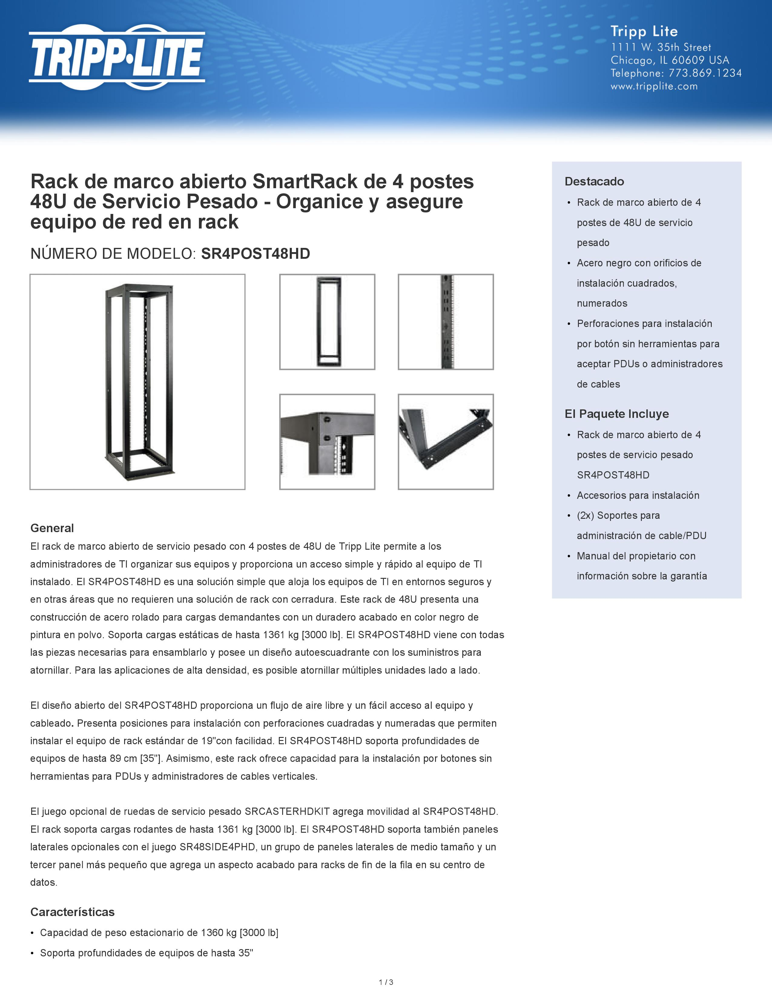 TRIPP·LITE
Tripp Lite
1111 W. 35th Street
Chicago, IL 60609 USA
Telephone: 773.869.1234
www.tripplite.com
Rack de marco abierto SmartRack de 4 postes
48U de Servicio Pesado - Organice y asegure
equipo de red en rack
NÚMERO DE MODELO: SR4POST48HD
General
El rack de marco abierto de servicio pesado con 4 postes de 48U de Tripp Lite permite a los
administradores de TI organizar sus equipos y proporciona un acceso simple y rápido al equipo de TI
instalado. El SR4POST48HD es una solución simple que aloja los equipos de TI en entornos seguros y
en otras áreas que no requieren una solución de rack con cerradura. Este rack de 48U presenta una
construcción de acero rolado para cargas demandantes con un duradero acabado en color negro de
pintura en polvo. Soporta cargas estáticas de hasta 1361 kg [3000 lb]. El SR4POST48HD viene con todas
las piezas necesarias para ensamblarlo y posee un diseño autoescuadrante con los suministros para
atornillar. Para las aplicaciones de alta densidad, es posible atornillar múltiples unidades lado a lado.
El diseño abierto del SR4POST48HD proporciona un flujo de aire libre y un fácil acceso al equipo y
cableado. Presenta posiciones para instalación con perforaciones cuadradas y numeradas que permiten
instalar el equipo de rack estándar de 19"con facilidad. El SR4POST48HD soporta profundidades de
equipos de hasta 89 cm [35"]. Asimismo, este rack ofrece capacidad para la instalación por botones sin
herramientas para PDUs y administradores de cables verticales.
El juego opcional de ruedas de servicio pesado SRCASTERHDKIT agrega movilidad al SR4POST48HD.
El rack soporta cargas rodantes de hasta 1361 kg [3000 lb]. El SR4POST48HD soporta también paneles
laterales opcionales con el juego SR48SIDE4PHD, un grupo de paneles laterales de medio tamaño y un
tercer panel más pequeño que agrega un aspecto acabado para racks de fin de la fila en su centro de
datos.
Características
• Capacidad de peso estacionario de 1360 kg [3000 lb]
• Soporta profundidades de equipos de hasta 35"
Destacado
• Rack de marco abierto de 4
postes de 48U de servicio
pesado
• Acero negro con orificios de
instalación cuadrados,
numerados
• Perforaciones para instalación
por botón sin herramientas para
aceptar PDUs o administradores
de cables
El Paquete Incluye
• Rack de marco abierto de 4
postes de servicio pesado
SR4POST48HD
• Accesorios para instalación
• (2x) Soportes para
administración de cable/PDU
• Manual del propietario con
información sobre la garantía
1 / 3